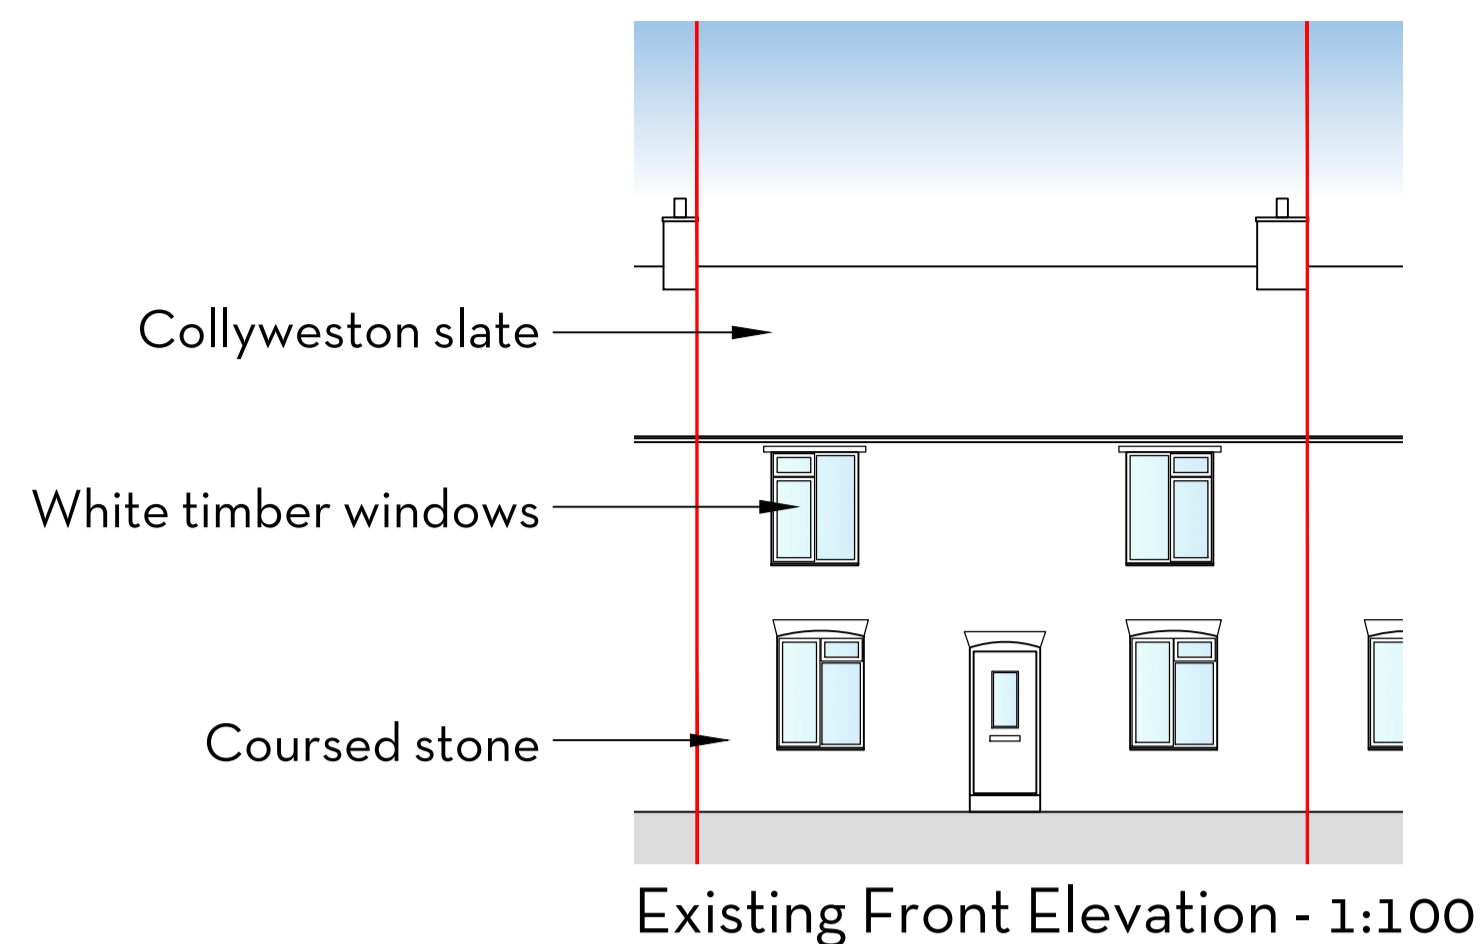 Collyweston slate
White timber windows
Coursed stone
Existing Front Elevation - 1:100